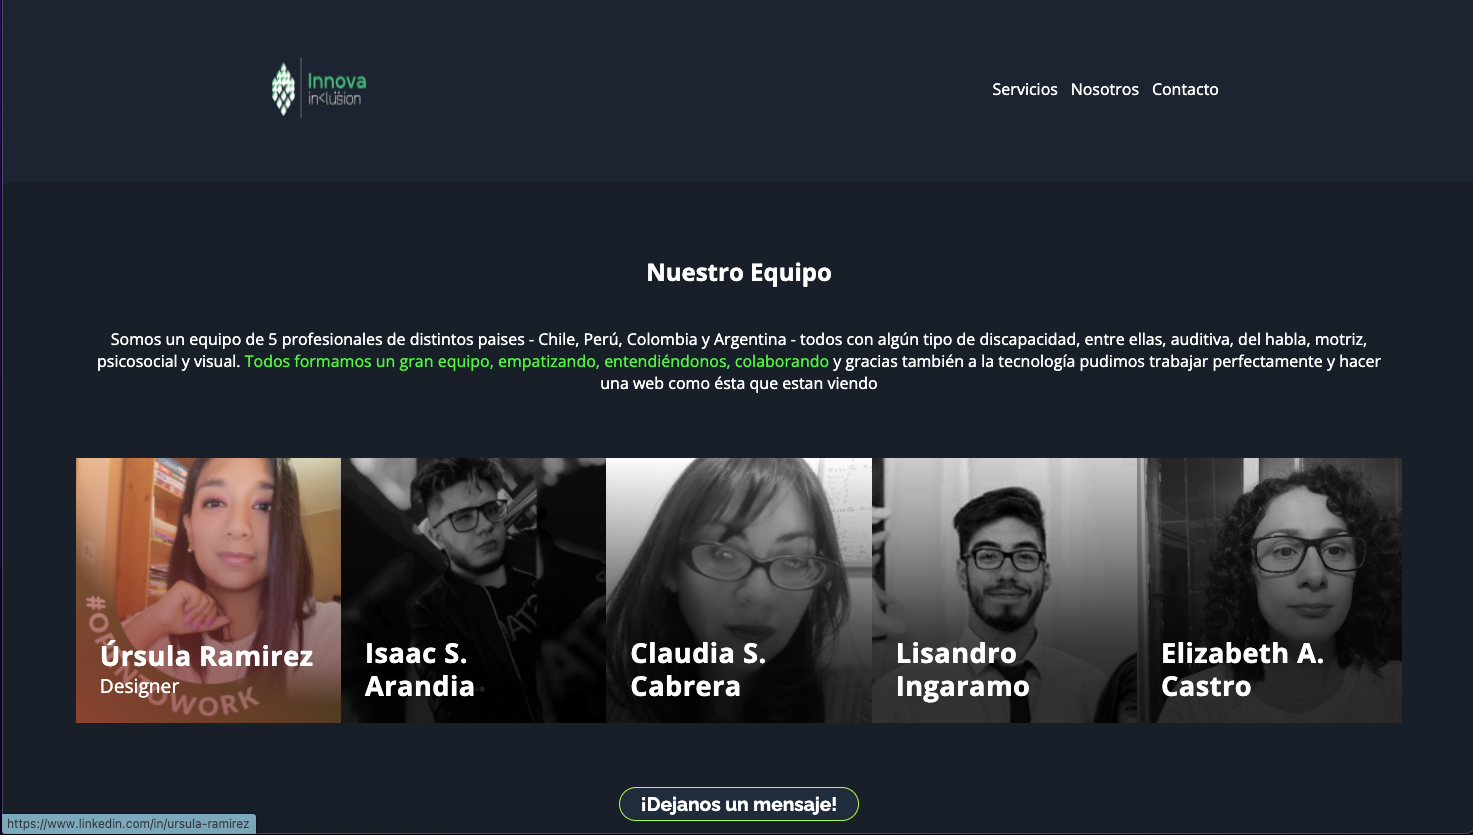 Innova
in<lusion
Servicios Nosotros Contacto
Nuestro Equipo
Somos un equipo de 5 profesionales de distintos paises - Chile, Perú, Colombia y Argentina - todos con algún tipo de discapacidad, entre ellas, auditiva, del habla, motriz,
psicosocial y visual. Todos formamos un gran equipo, empatizando, entendiéndonos, colaborando y gracias también a la tecnología pudimos trabajar perfectamente y hacer
una web como ésta que estan viendo
Úrsula Ramirez
Designer
Isaac S.
Arandia
Claudia S.
Cabrera
Lisandro
Ingaramo
Elizabeth A.
Castro
¡Dejanos un mensaje!
https://www.linkedin.com/in/ursula-ramirez